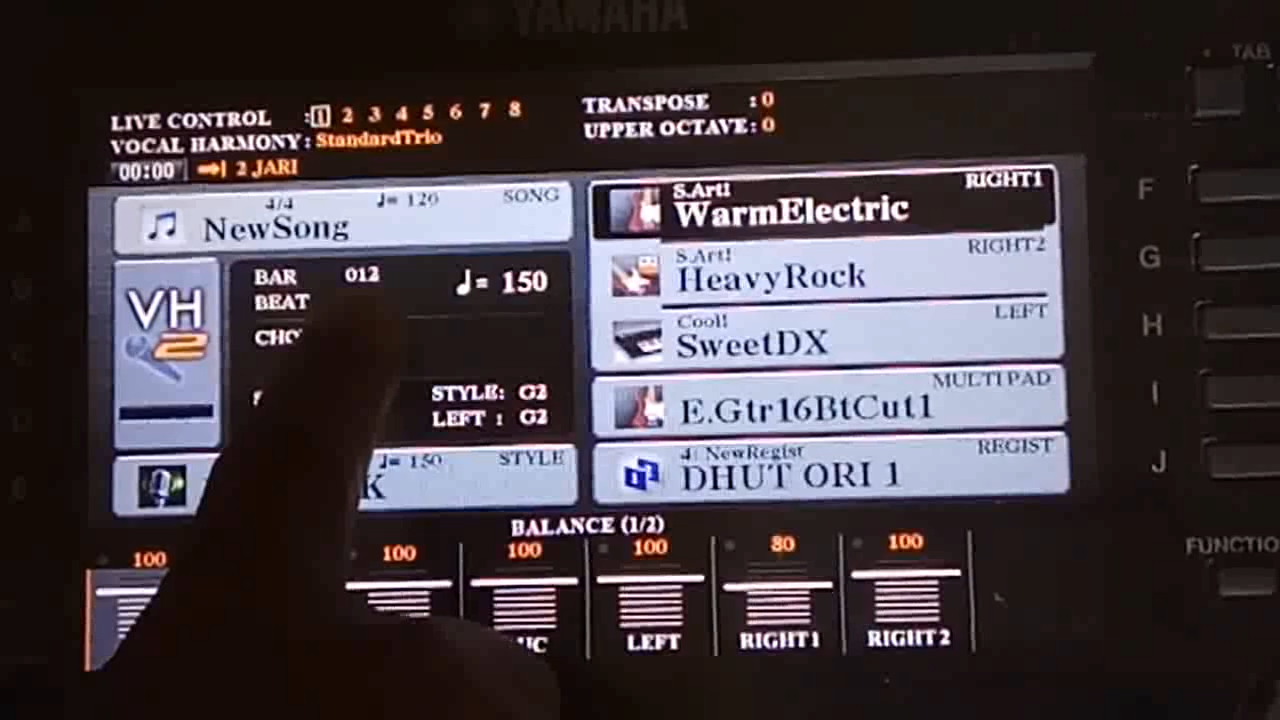 YAMAHA
TAB
LIVE CONTROL :1 2 3 4 5 6 7 8
VOCAL HARMONY: StandardTrio
00:00 2 JARI
TRANSPOSE :0
UPPER OCTAVE:0
4/4 ♩= 120 SONG
NewSong
VH
2
BAR 012
BEAT
♩= 150
STYLE: G2
LEFT : G2
♩= 150 STYLE
K
S.Art! RIGHT1
WarmElectric
S.Art! RIGHT2
HeavyRock
Cool! LEFT
SweetDX
MULTI PAD
E.Gtr16BtCut1
4: NewRegist REGIST
DHUT ORI 1
F
G
H
I
J
BALANCE (1/2)
100 100 100 100 80 100
LEFT RIGHT1 RIGHT2